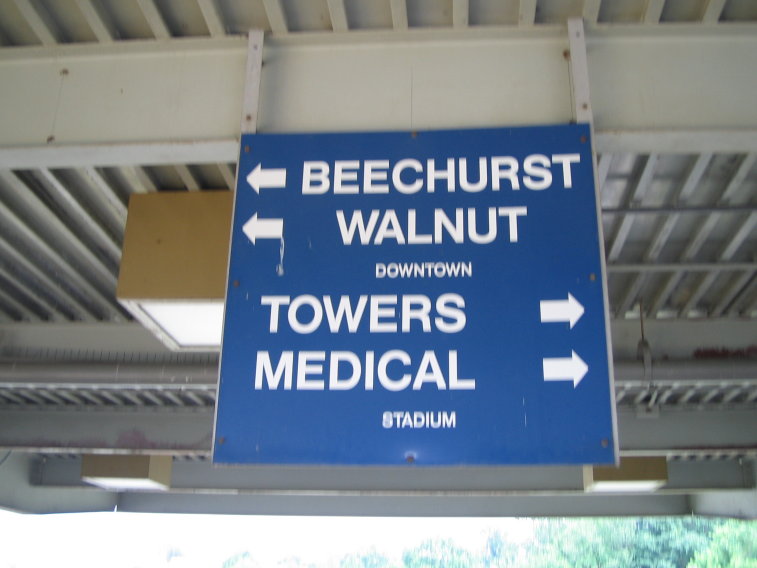 ← BEECHURST
← WALNUT
DOWNTOWN
TOWERS →
MEDICAL →
STADIUM